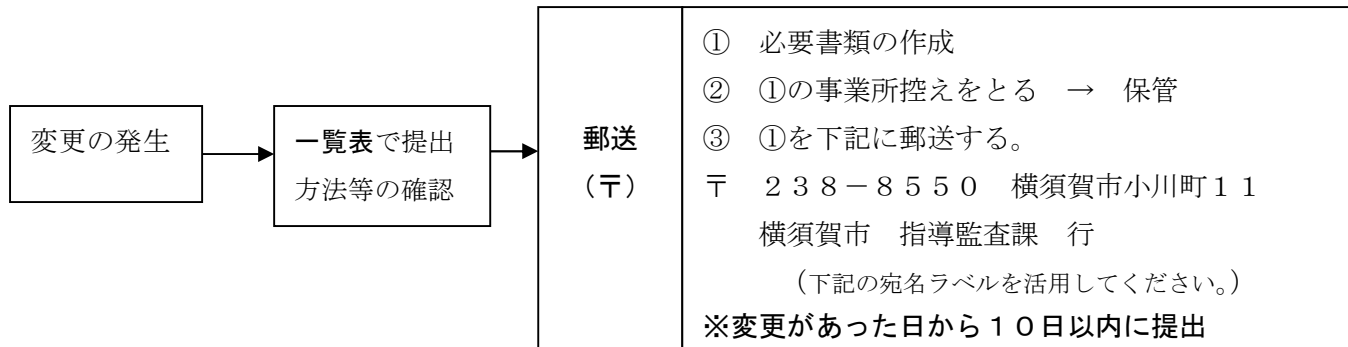 変更の発生
一覧表で提出
方法等の確認
郵送
（〒）
①　必要書類の作成
②　①の事業所控えをとる　→　保管
③　①を下記に郵送する。
〒　２３８－８５５０　横須賀市小川町１１
横須賀市　指導監査課　行
（下記の宛名ラベルを活用してください。）
※変更があった日から１０日以内に提出